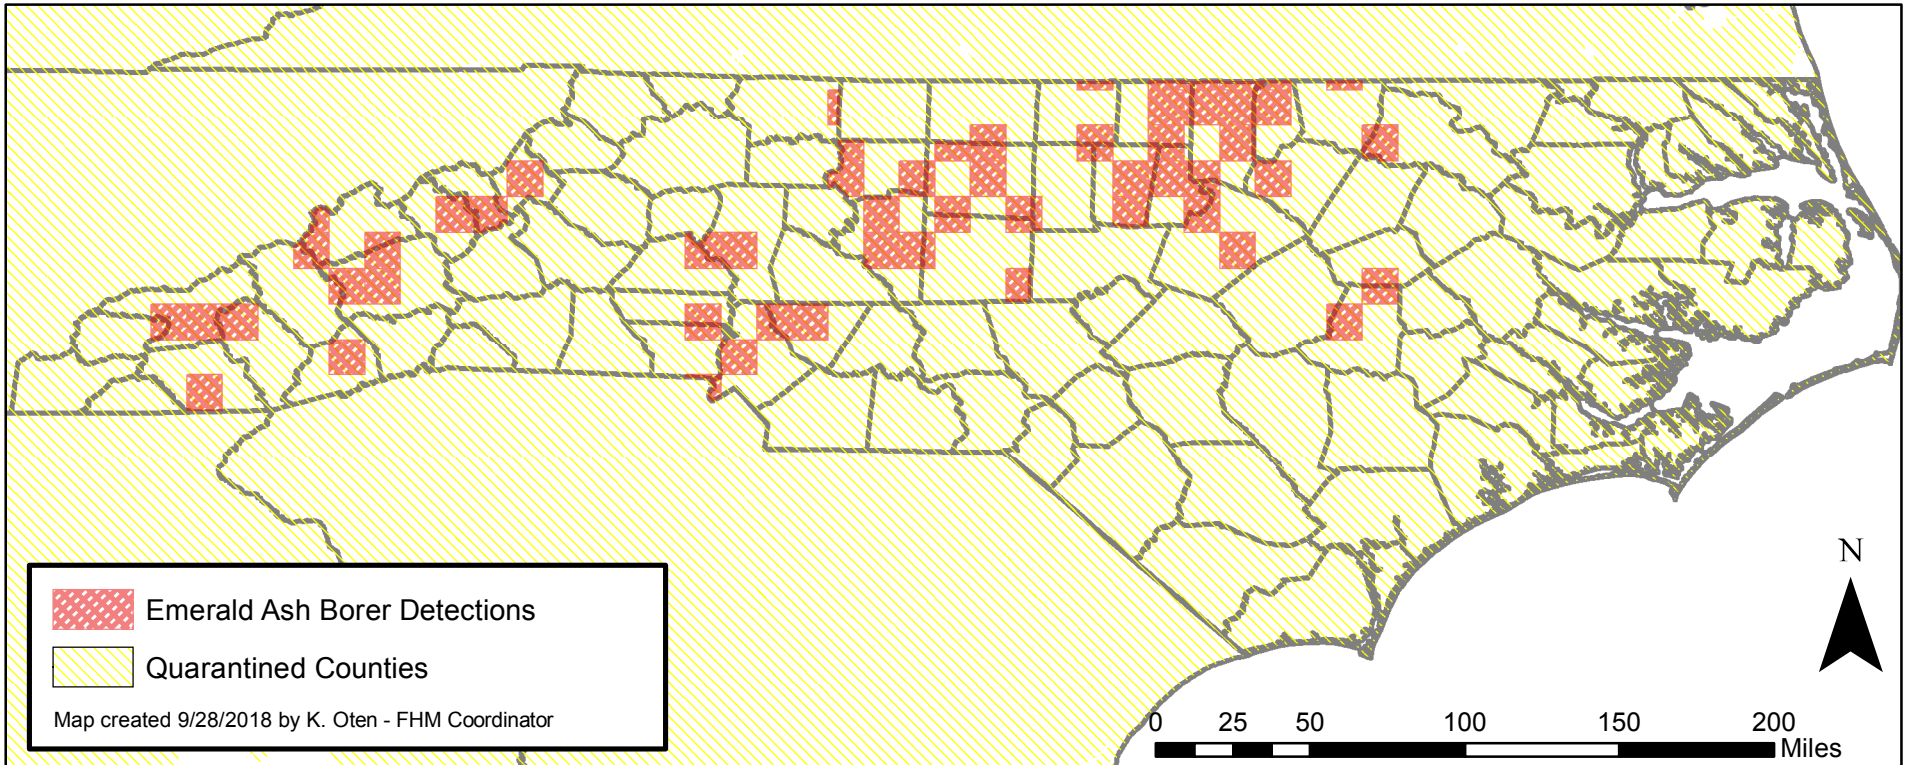 Emerald Ash Borer Detections
Quarantined Counties
Map created 9/28/2018 by K. Oten - FHM Coordinator
N
0 25 50 100 150 200
Miles